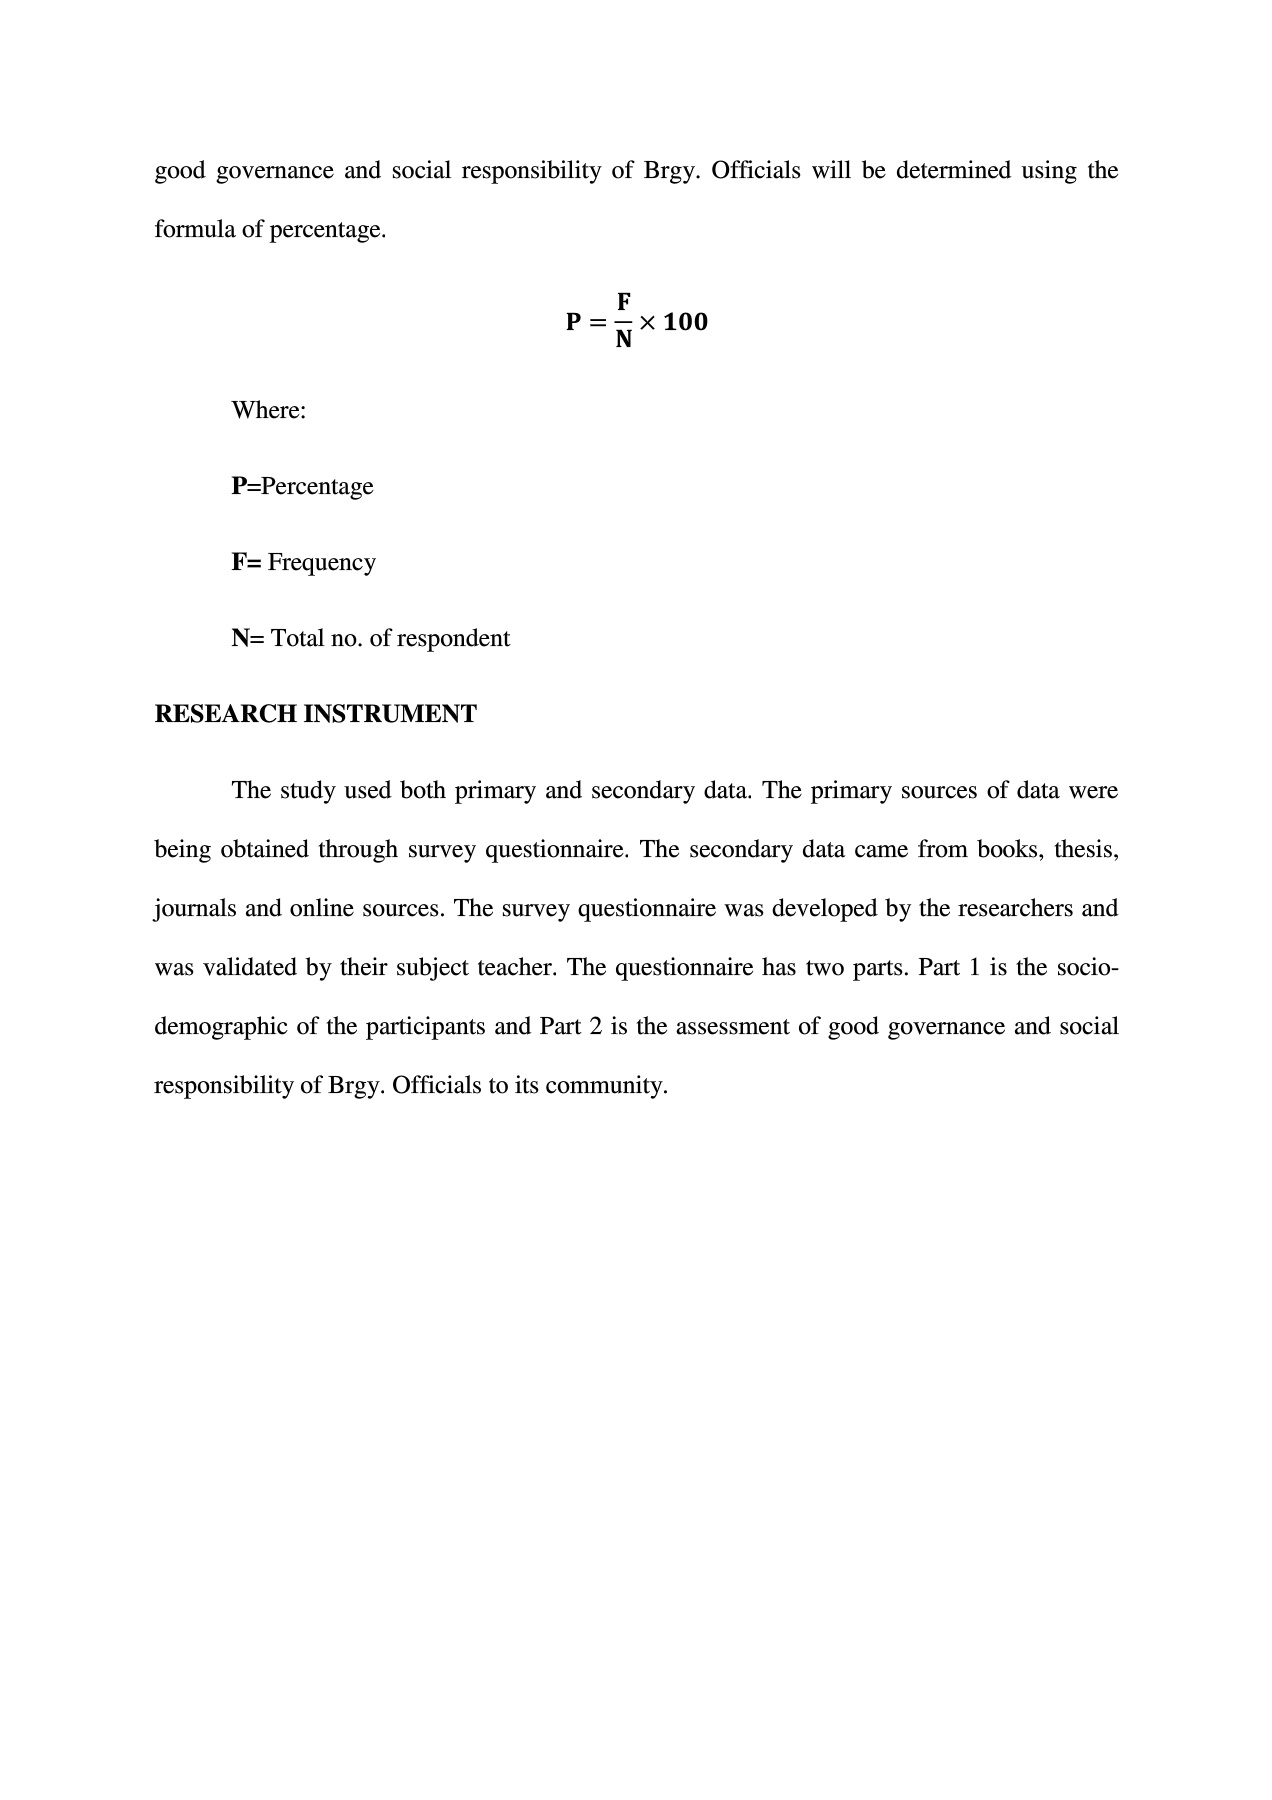 good governance and social responsibility of Brgy. Officials will be determined using the
formula of percentage.
P = F/N × 100
Where:
P=Percentage
F= Frequency
N= Total no. of respondent
RESEARCH INSTRUMENT
The study used both primary and secondary data. The primary sources of data were
being obtained through survey questionnaire. The secondary data came from books, thesis,
journals and online sources. The survey questionnaire was developed by the researchers and
was validated by their subject teacher. The questionnaire has two parts. Part 1 is the socio-
demographic of the participants and Part 2 is the assessment of good governance and social
responsibility of Brgy. Officials to its community.